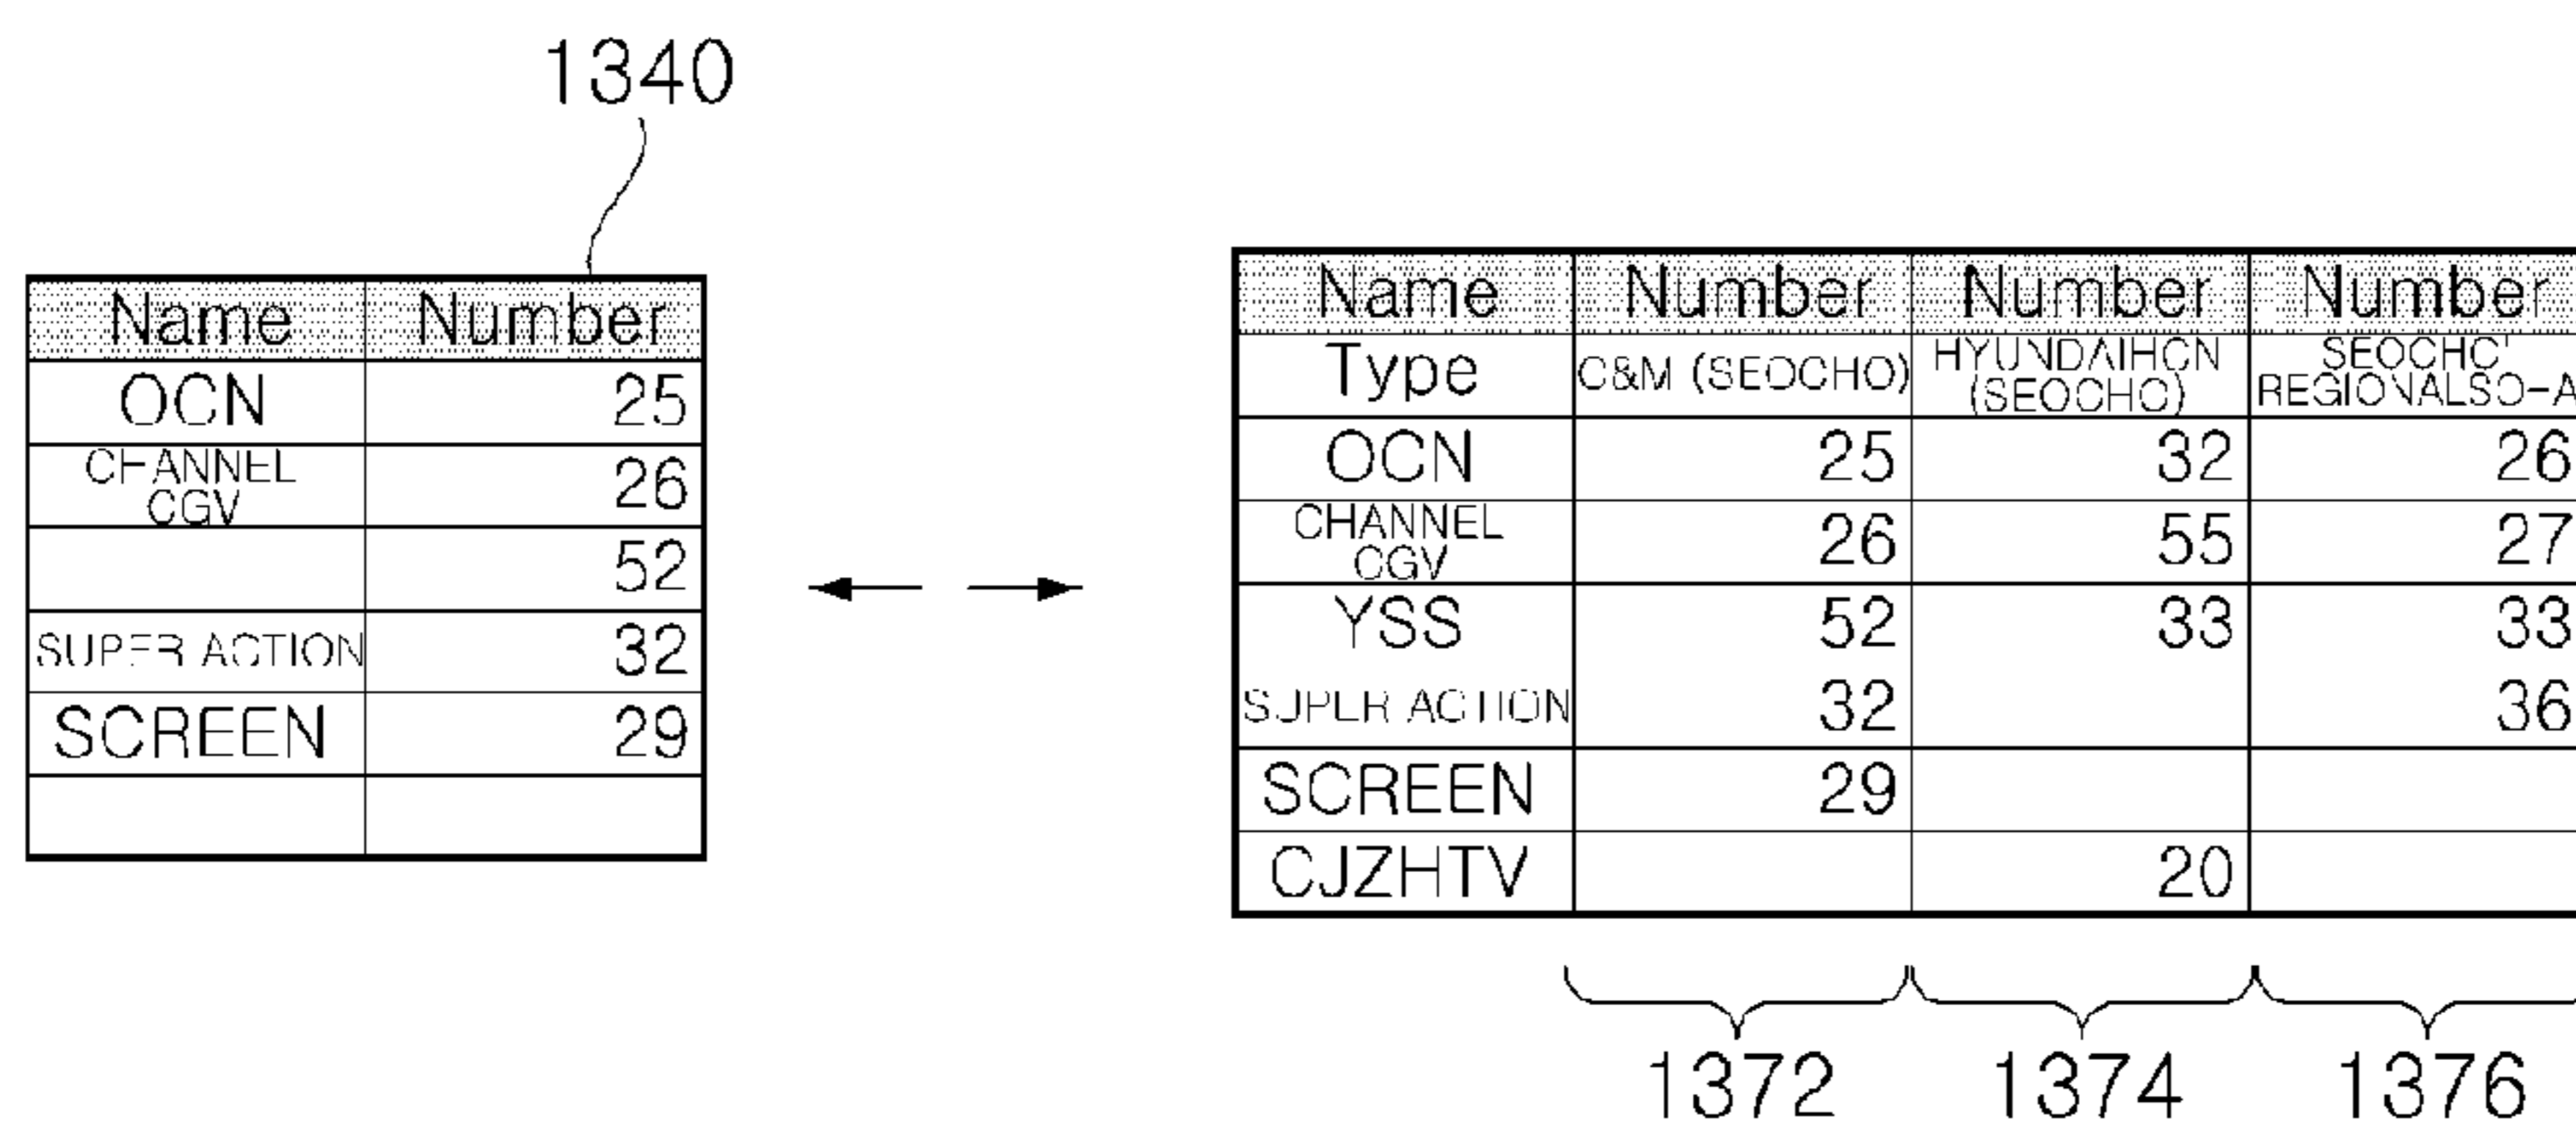 1340
Name Number
OCN 25
CHANNEL
CGV 26
52
SUPER ACTION 32
SCREEN 29
Name Number Number Number
Type C&M (SEOCHO) HYUNDAIHCN
(SEOCHO) SEOCHO'
REGIONALSO-A
OCN 25 32 26
CHANNEL
CGV 26 55 27
YSS 52 33 33
SUPER ACTION 32 36
SCREEN 29
CJZHTV 20
1372 1374 1376